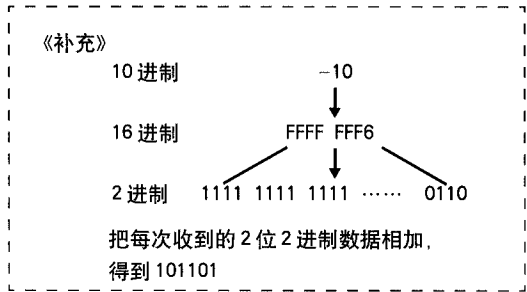 《补充》
10 进制 -10
16 进制 FFFF FFF6
2 进制 1111 1111 1111 …… 0110
把每次收到的 2 位 2 进制数据相加，
得到 101101